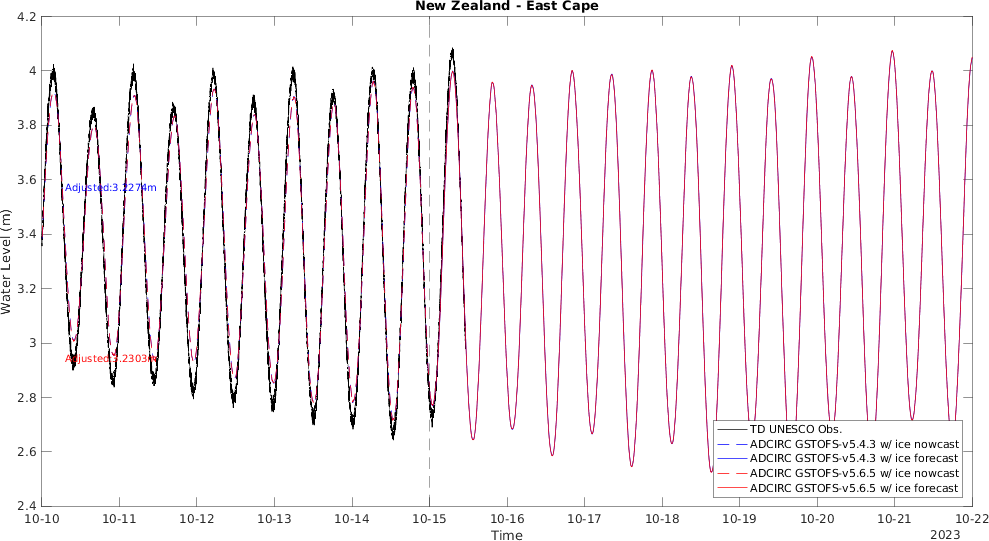 New Zealand - East Cape
4.2
4
3.8
3.6
3.4
3.2
3
2.8
2.6
2.4
Water Level (m)
Adjusted:3.2274m
Adjusted:3.2303m
TD UNESCO Obs.
ADCIRC GSTOFS-v5.4.3 w/ ice nowcast
ADCIRC GSTOFS-v5.4.3 w/ ice forecast
ADCIRC GSTOFS-v5.6.5 w/ ice nowcast
ADCIRC GSTOFS-v5.6.5 w/ ice forecast
10-10 10-11 10-12 10-13 10-14 10-15 10-16 10-17 10-18 10-19 10-20 10-21 10-22
Time
2023